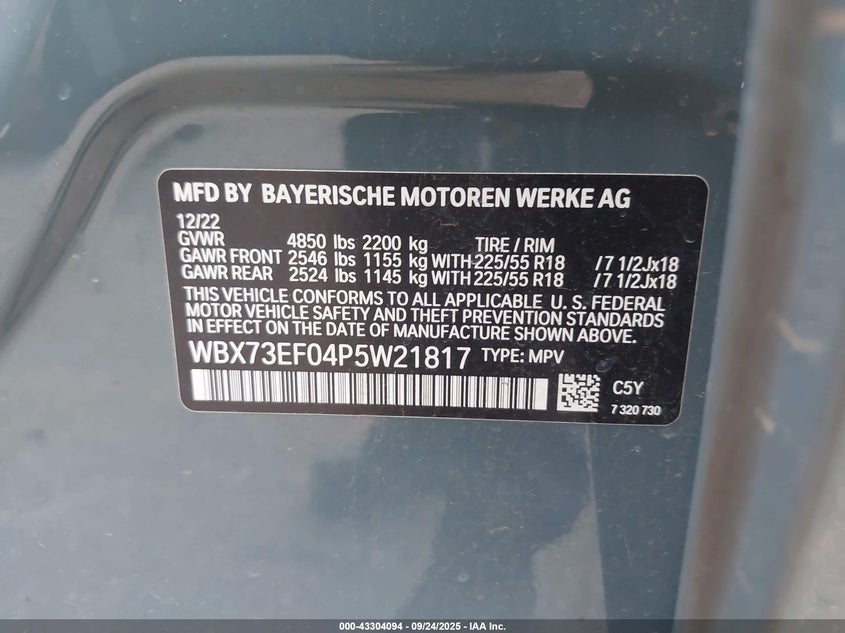 MFD BY BAYERISCHE MOTOREN WERKE AG
12/22
GVWR 4850 lbs 2200 kg TIRE / RIM
GAWR FRONT 2546 lbs 1155 kg WITH 225/55 R18 /7 1/2Jx18
GAWR REAR 2524 lbs 1145 kg WITH 225/55 R18 /7 1/2Jx18
THIS VEHICLE CONFORMS TO ALL APPLICABLE U. S. FEDERAL
MOTOR VEHICLE SAFETY AND THEFT PREVENTION STANDARDS
IN EFFECT ON THE DATE OF MANUFACTURE SHOWN ABOVE.
WBX73EF04P5W21817 TYPE: MPV
C5Y
7 320 730
000-43304094 - 09/24/2025 - IAA Inc.